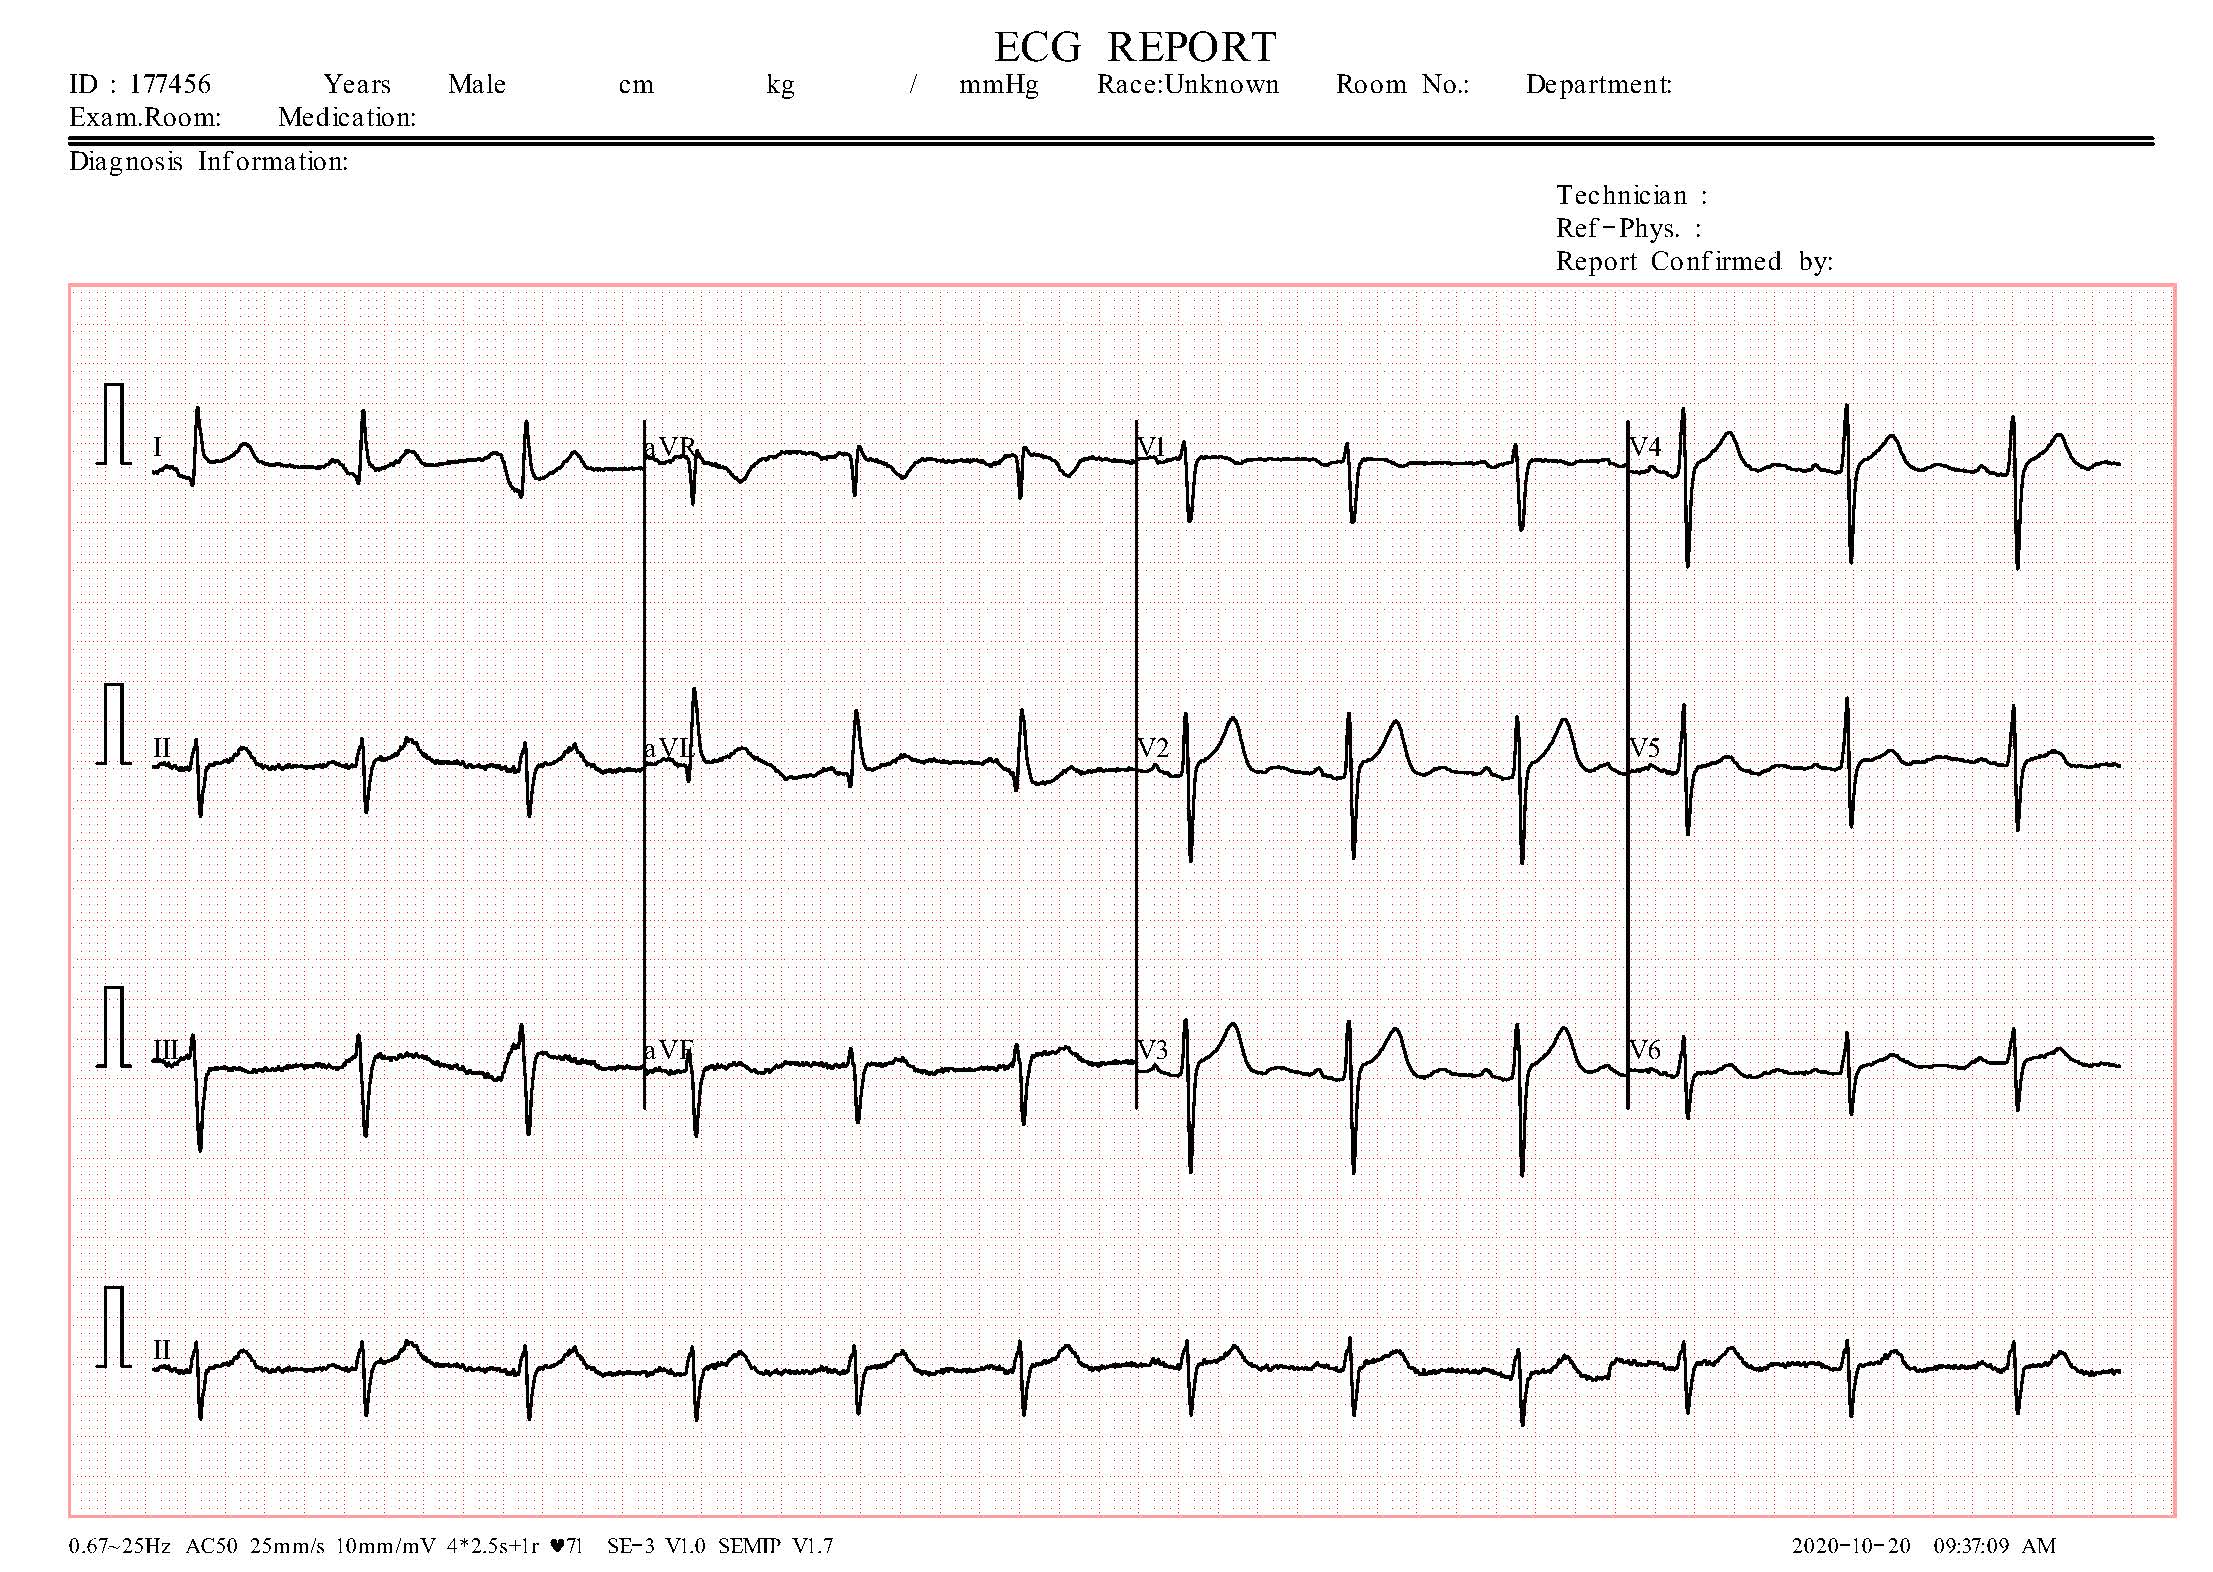 ECG REPORT
ID : 177456 Years Male cm kg / mmHg Race:Unknown Room No.: Department:
Exam.Room: Medication:
Diagnosis Information:
Technician :
Ref-Phys. :
Report Confirmed by:
I aVR V1 V4
II aVL V2 V5
III aVF V3 V6
II
0.67~25Hz AC50 25mm/s 10mm/mV 4*2.5s+1r ♥71 SE-3 V1.0 SEMIP V1.7 2020-10-20 09:37:09 AM